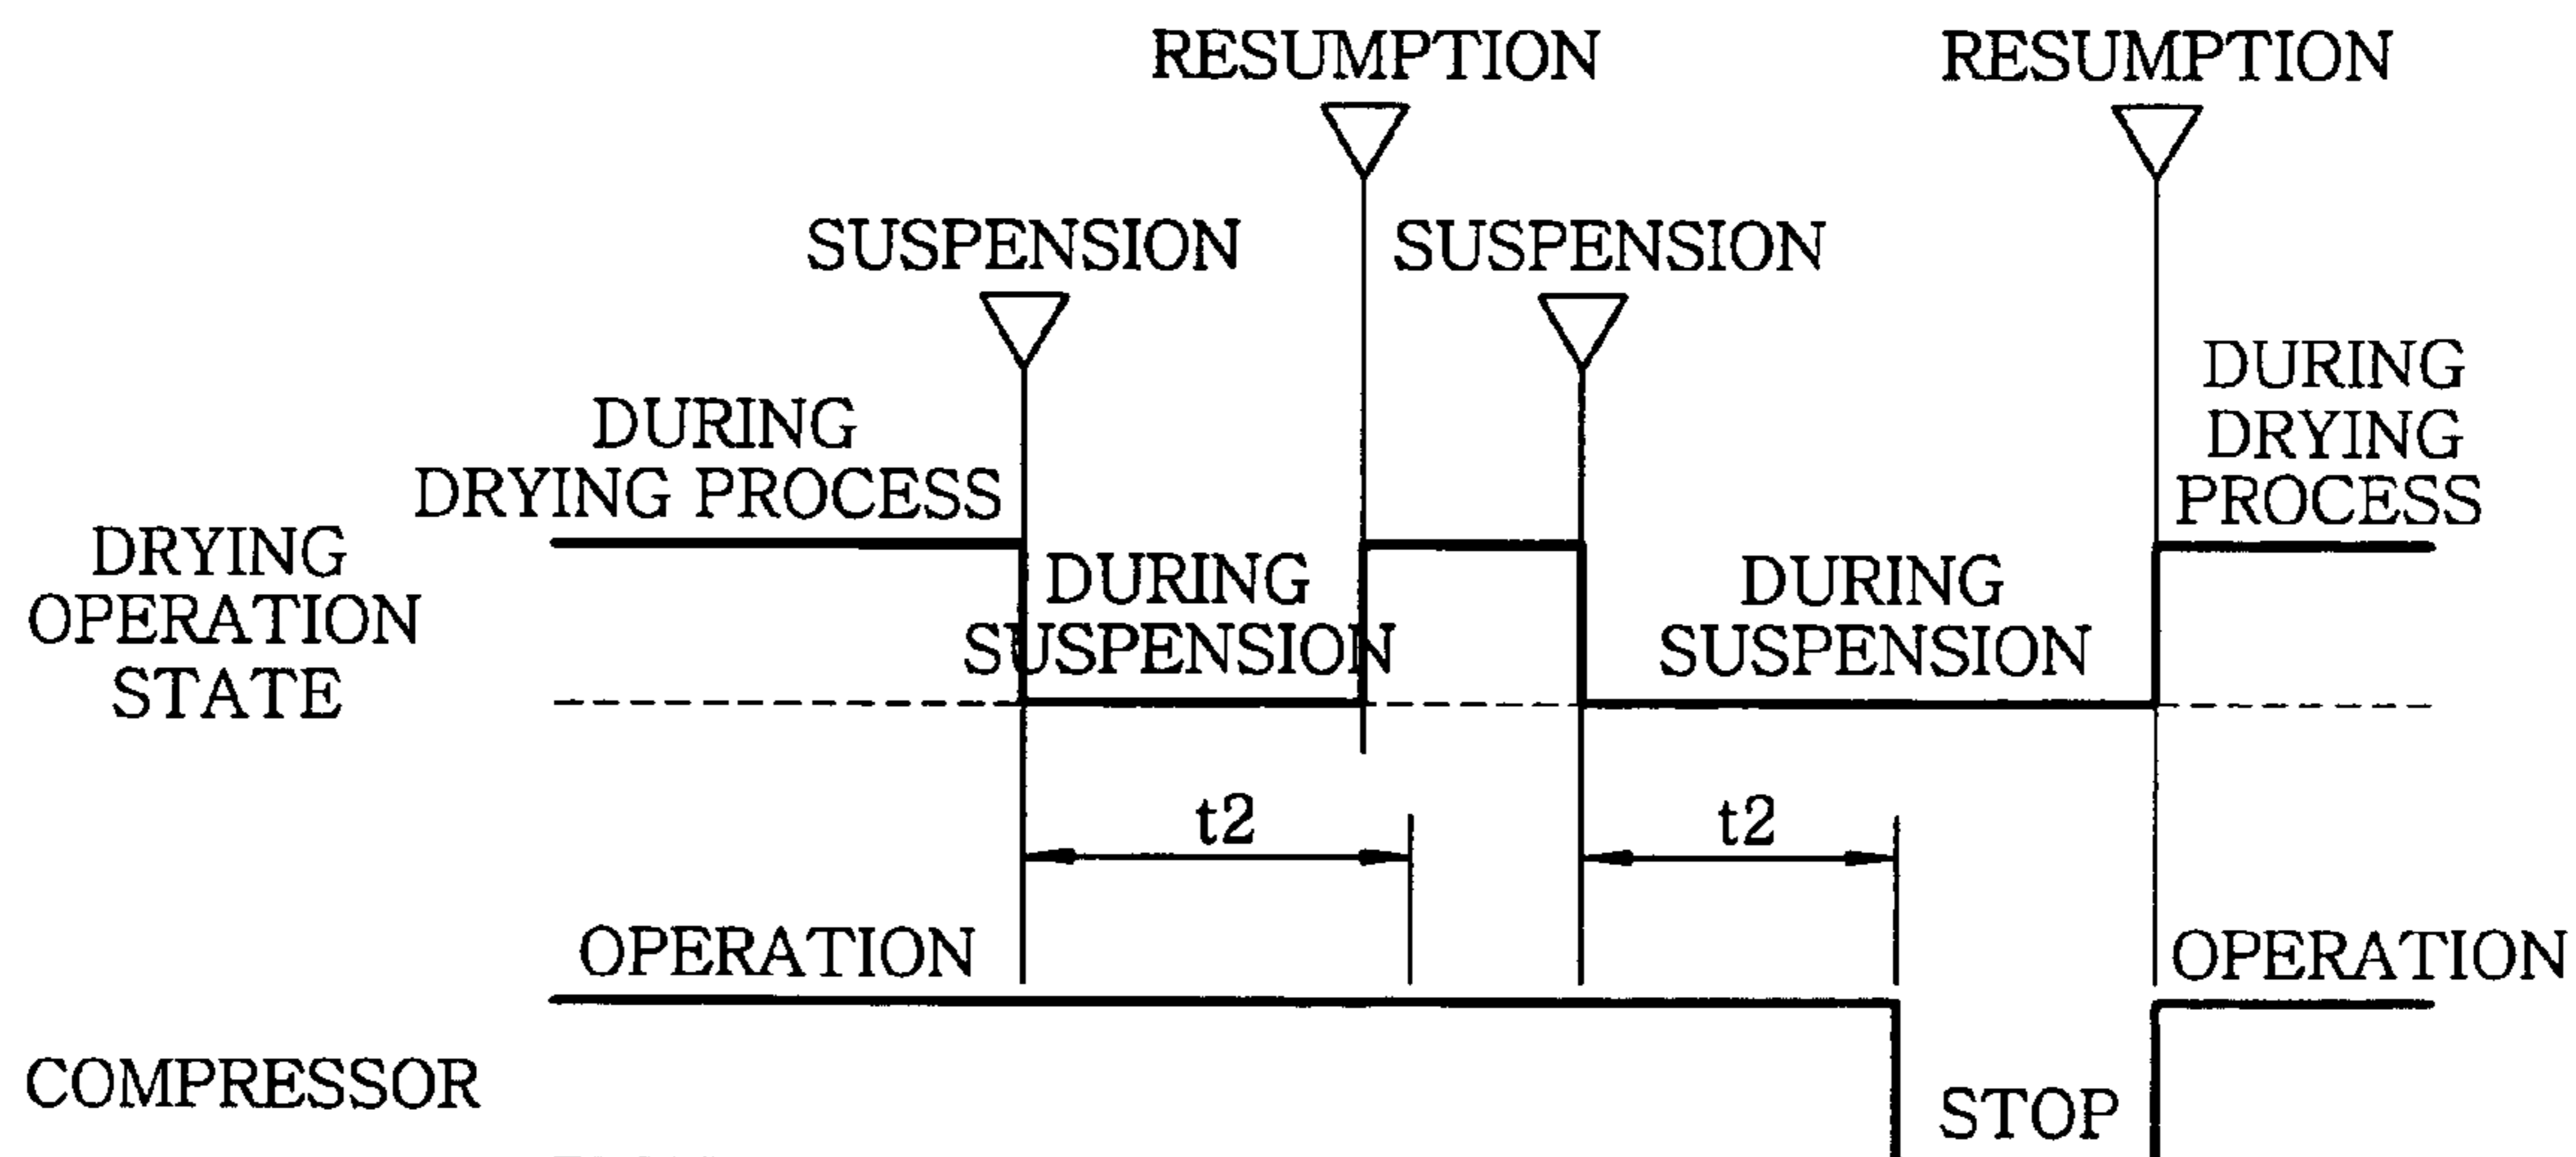 RESUMPTION
RESUMPTION
SUSPENSION
SUSPENSION
DURING
DRYING PROCESS
DURING
DRYING
PROCESS
DRYING
OPERATION
STATE
DURING
SUSPENSION
DURING
SUSPENSION
t2
t2
OPERATION
OPERATION
COMPRESSOR
STOP